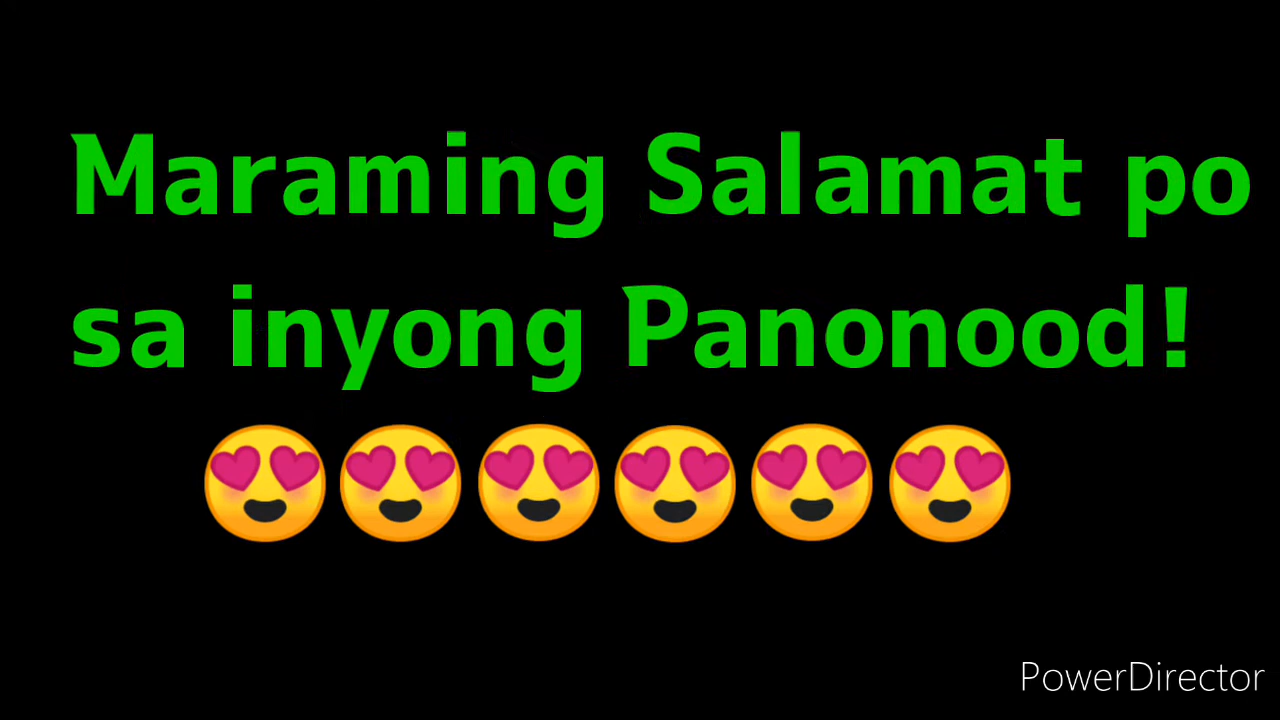 Maraming Salamat po
sa inyong Panonood!
😍😍😍😍😍😍
PowerDirector